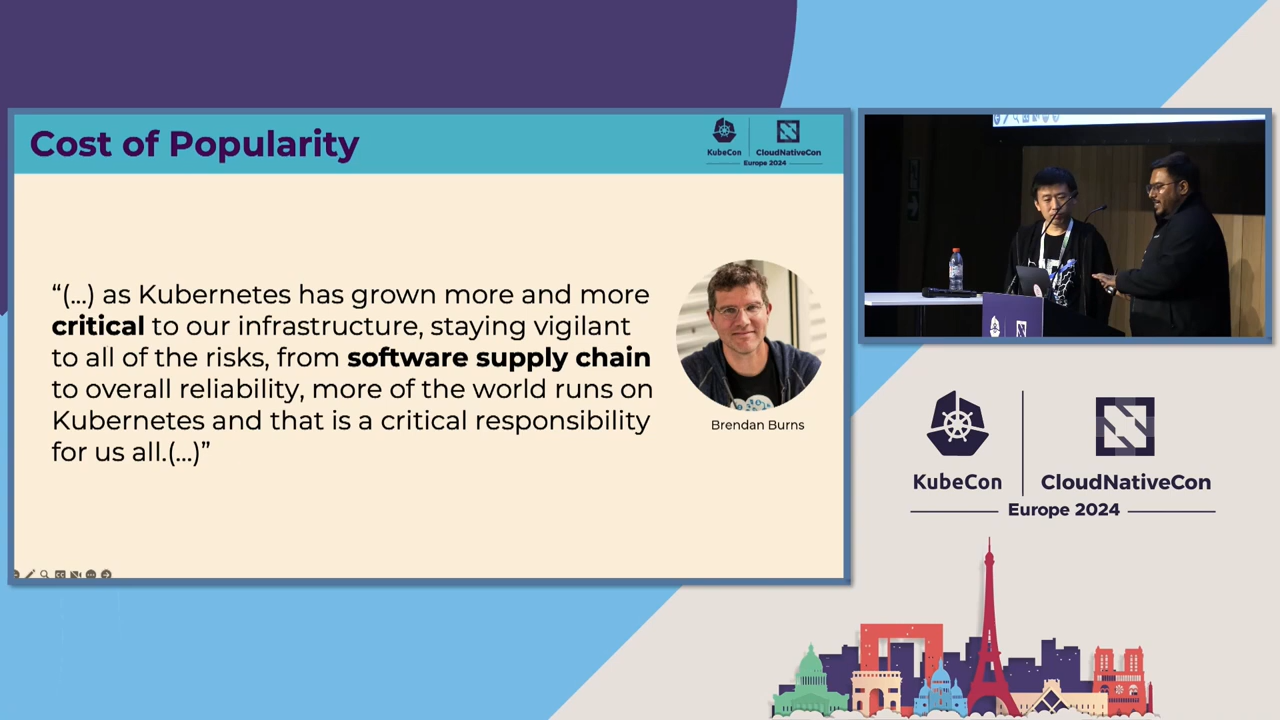 Cost of Popularity
KubeCon
CloudNativeCon
Europe 2024
“(...) as Kubernetes has grown more and more
critical to our infrastructure, staying vigilant
to all of the risks, from software supply chain
to overall reliability, more of the world runs on
Kubernetes and that is a critical responsibility
for us all.(...)”
Brendan Burns
KubeCon
CloudNativeCon
Europe 2024